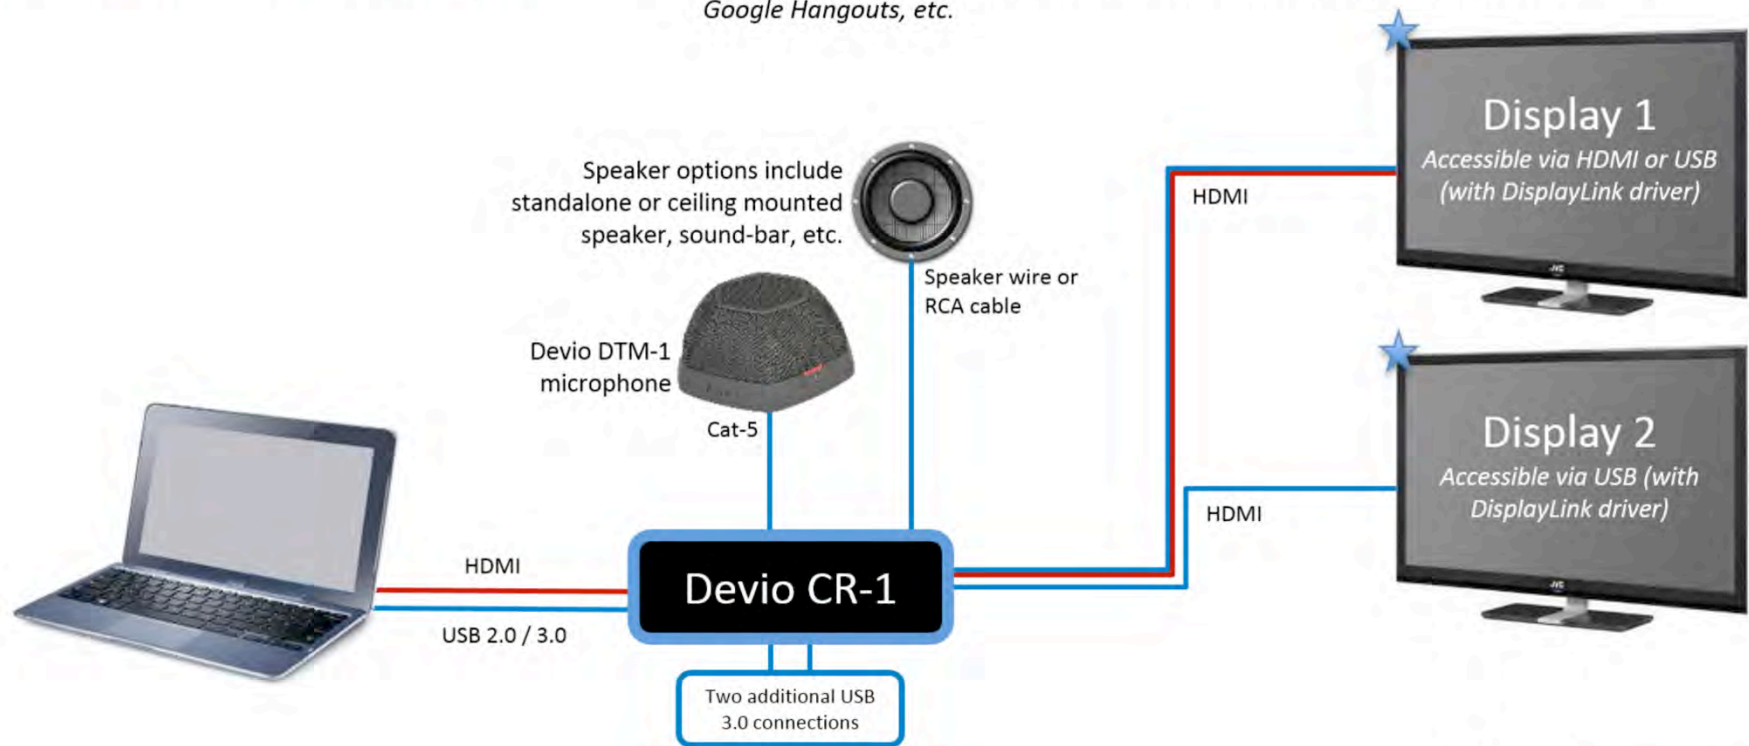 Google Hangouts, etc.
Display 1
Accessible via HDMI or USB
(with DisplayLink driver)
JVC
HDMI
Speaker options include
standalone or ceiling mounted
speaker, sound-bar, etc.
Speaker wire or
RCA cable
Devio DTM-1
microphone
Cat-5
Display 2
Accessible via USB (with
DisplayLink driver)
JVC
HDMI
HDMI
USB 2.0 / 3.0
Devio CR-1
Two additional USB
3.0 connections